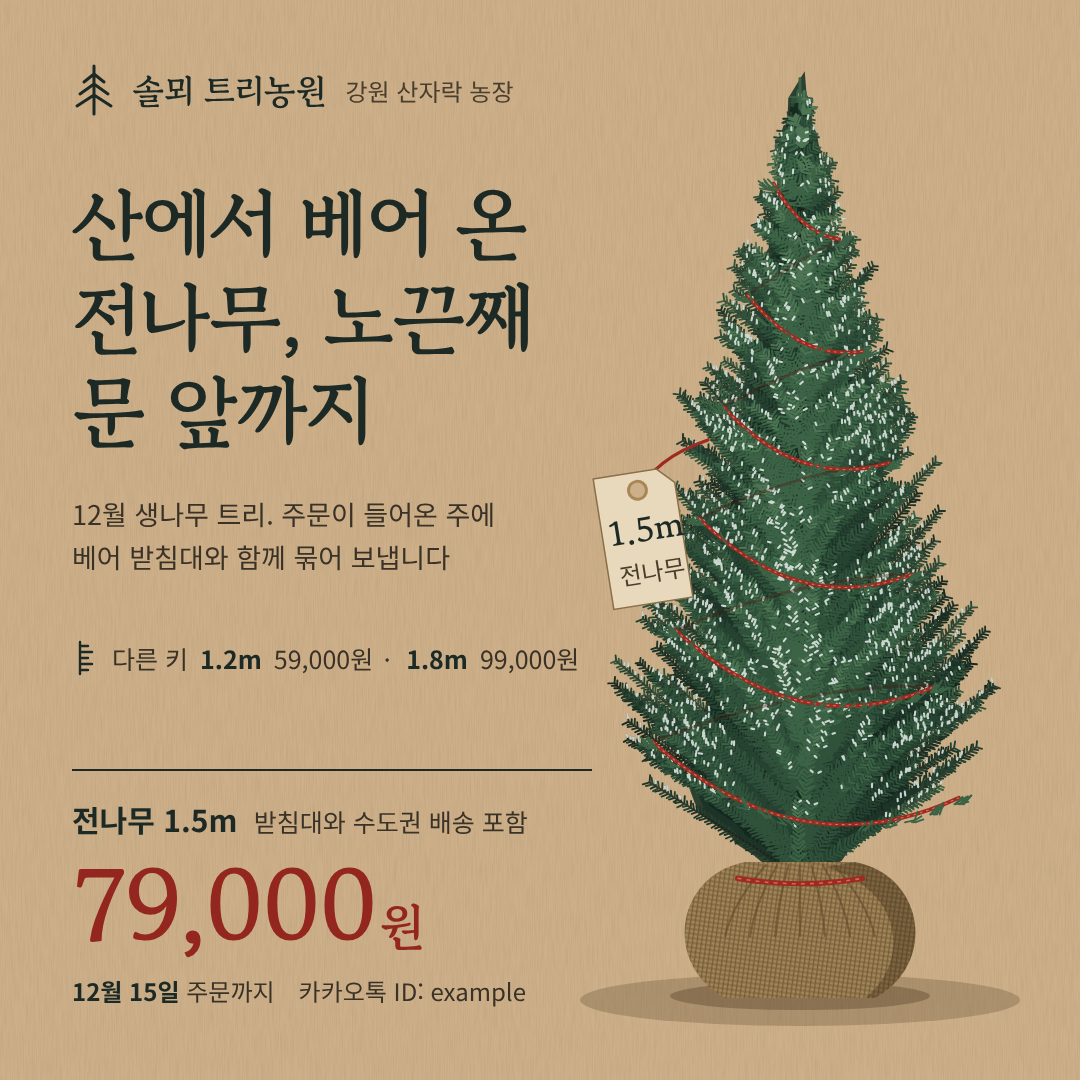 솔뫼 트리농원 강원 산자락 농장
산에서 베어 온
전나무, 노끈째
문 앞까지
12월 생나무 트리. 주문이 들어온 주에
베어 받침대와 함께 묶어 보냅니다
1.5m
전나무
다른 키 1.2m 59,000원 · 1.8m 99,000원
전나무 1.5m 받침대와 수도권 배송 포함
79,000원
12월 15일 주문까지 카카오톡 ID: example